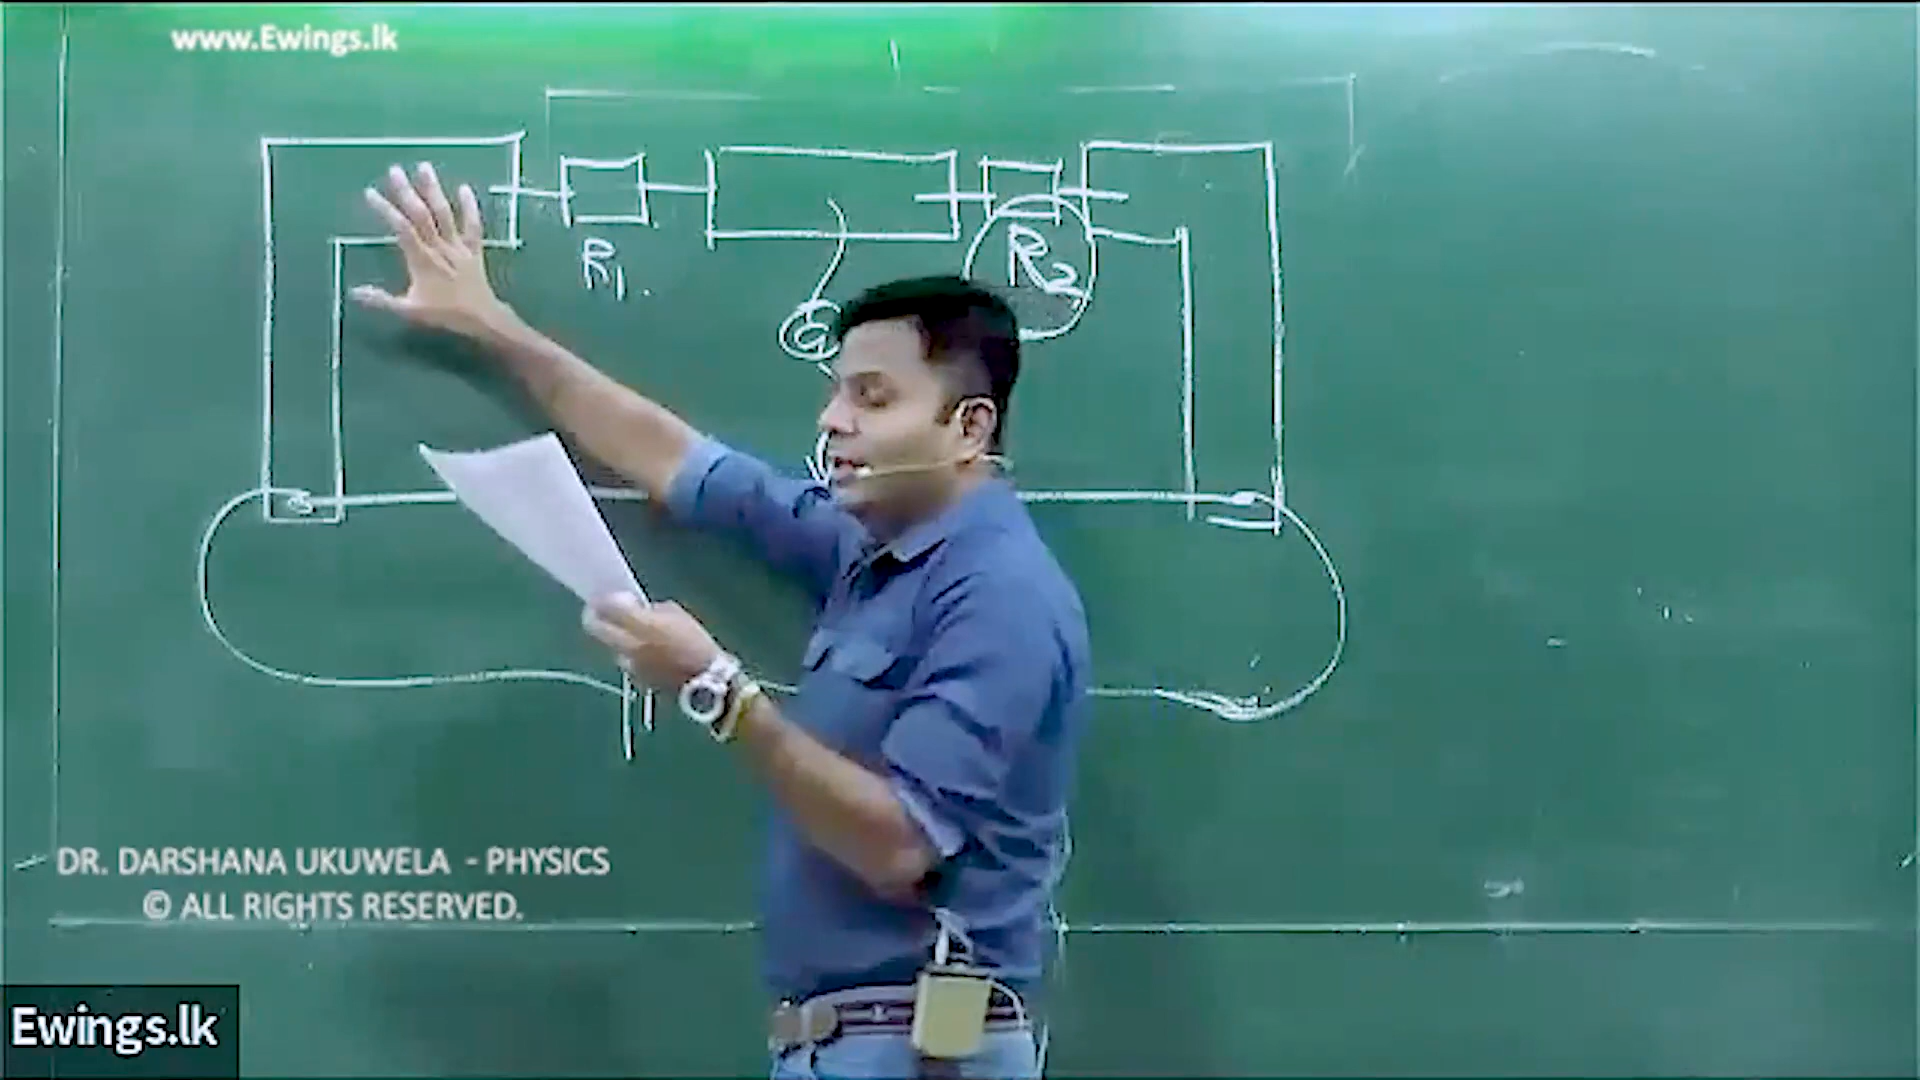 www.Ewings.lk
R1
R2
G
DR. DARSHANA UKUWELA - PHYSICS
© ALL RIGHTS RESERVED.
Ewings.lk